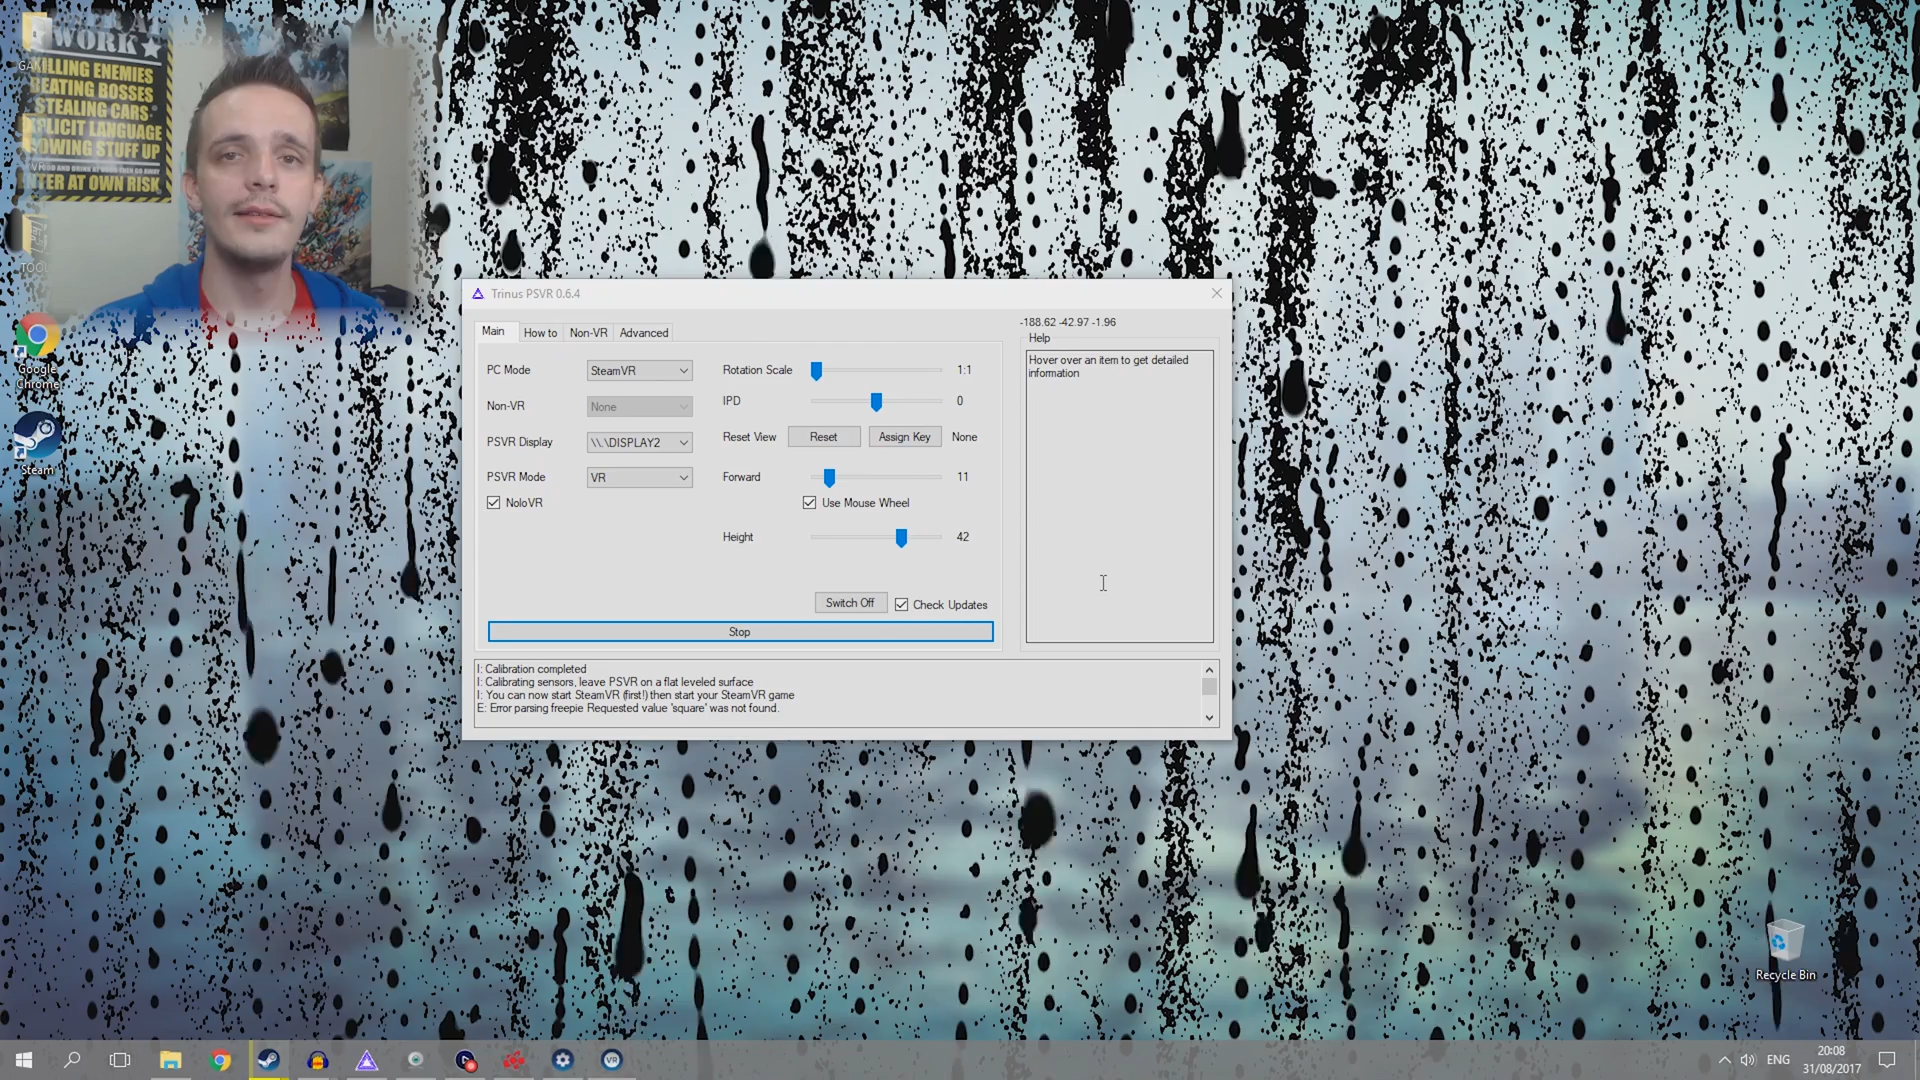 WORK
KILLING ENEMIES
BEATING BOSSES
STEALING CARS
EXPLICIT LANGUAGE
BLOWING STUFF UP
ENTER AT OWN RISK
Google
Chrome
Steam
Trinus PSVR 0.6.4
Main
How to
Non-VR
Advanced
PC Mode
SteamVR
Non-VR
None
PSVR Display
\\.\DISPLAY2
PSVR Mode
VR
NoloVR
Rotation Scale
1:1
IPD
0
Reset View
Reset
Assign Key
None
Forward
11
Use Mouse Wheel
Height
42
Switch Off
Check Updates
Stop
-188.62 -42.97 -1.96
Help
Hover over an item to get detailed
information
I: Calibration completed
I: Calibrating sensors, leave PSVR on a flat leveled surface
I: You can now start SteamVR (first!) then start your SteamVR game
E: Error parsing freepie Requested value 'square' was not found.
Recycle Bin
VR
ENG
20:08
31/08/2017